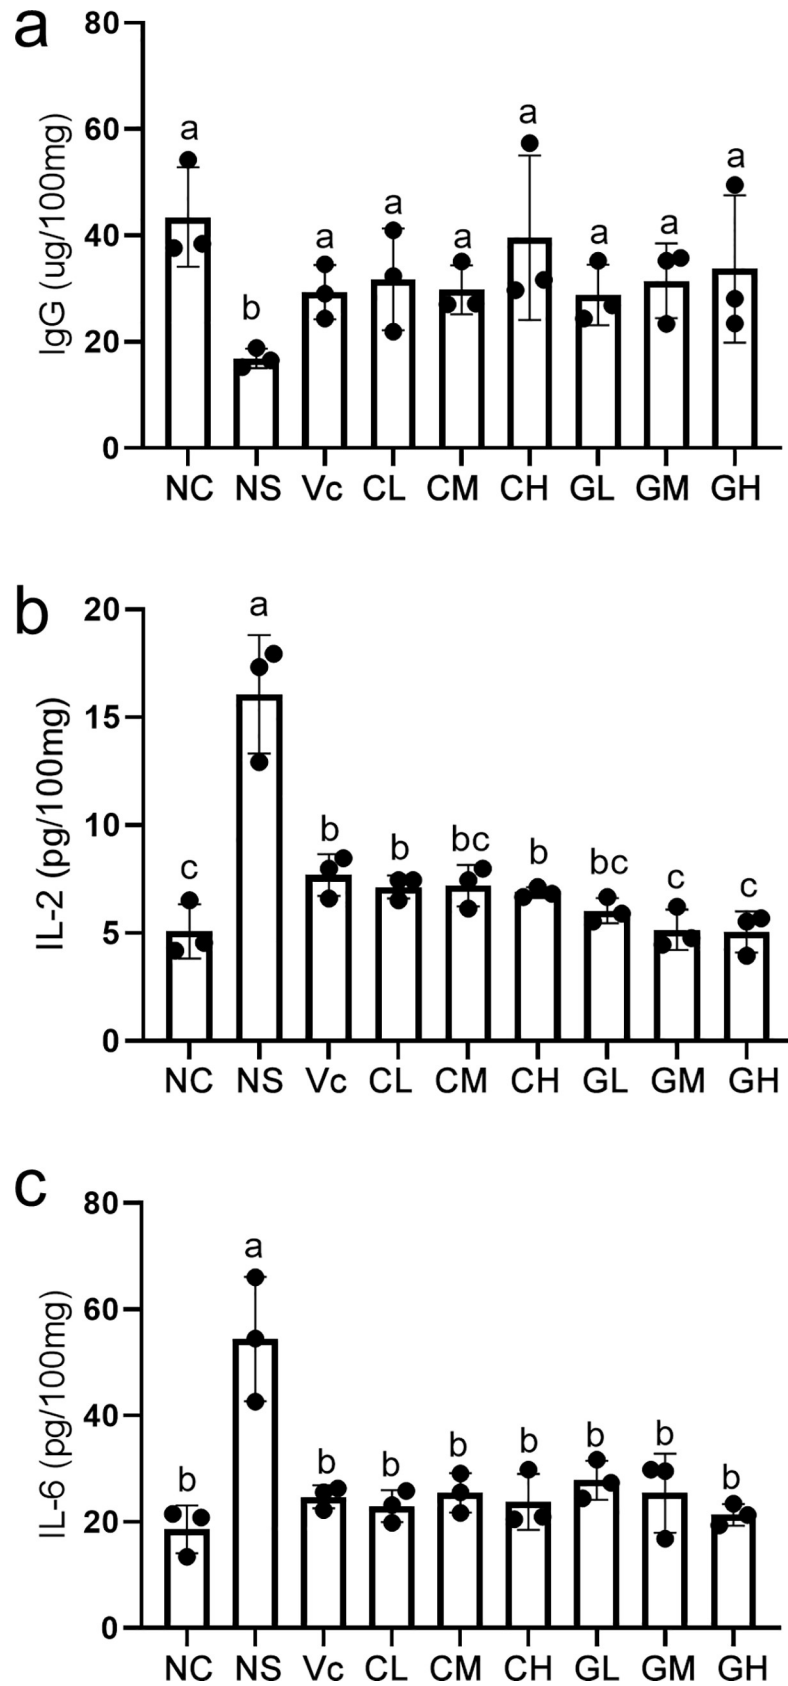 a
IgG (ug/100mg)
80
60
40
20
0
a
b
a
a
a
a
a
a
a
NC NS Vc CL CM CH GL GM GH
b
IL-2 (pg/100mg)
20
15
10
5
0
c
a
b
b
bc
b
bc
c
c
NC NS Vc CL CM CH GL GM GH
c
IL-6 (pg/100mg)
80
60
40
20
0
b
a
b
b
b
b
b
b
b
NC NS Vc CL CM CH GL GM GH